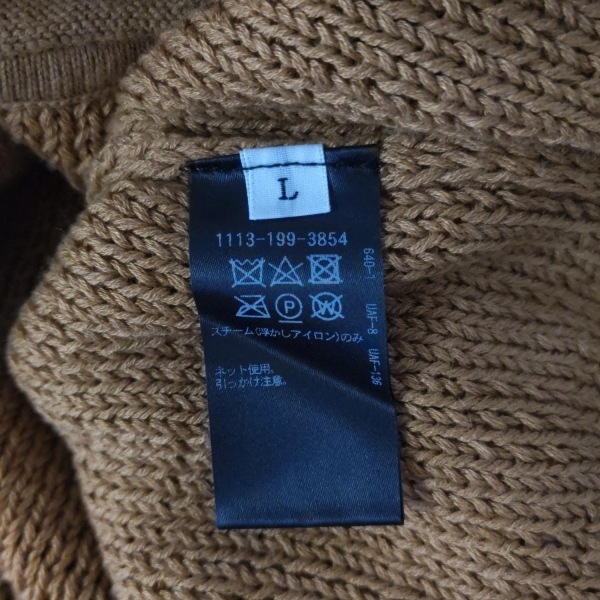 L
1113-199-3854
P W
スチーム(浮かしアイロン)のみ
ネット使用。
引っかけ注意。
640-1 UAF-8 UAF-136